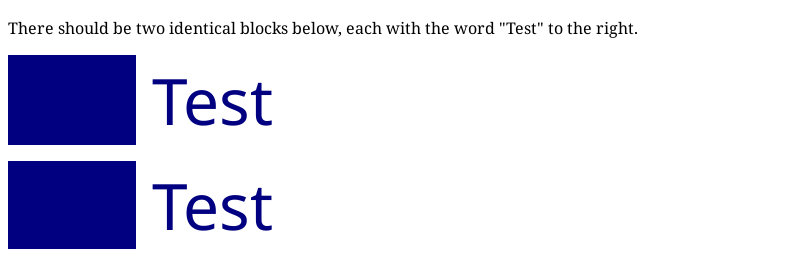 There should be two identical blocks below, each with the word "Test" to the right.
Test
Test